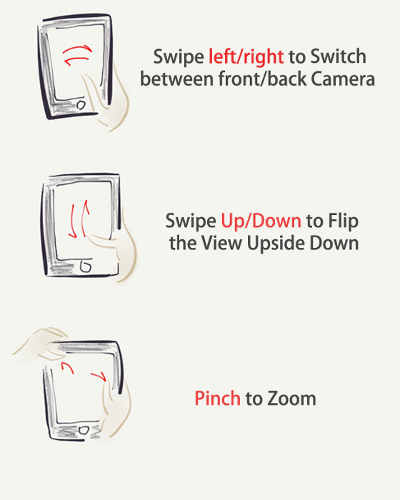 Swipe left/right to Switch
between front/back Camera
Swipe Up/Down to Flip
the View Upside Down
Pinch to Zoom